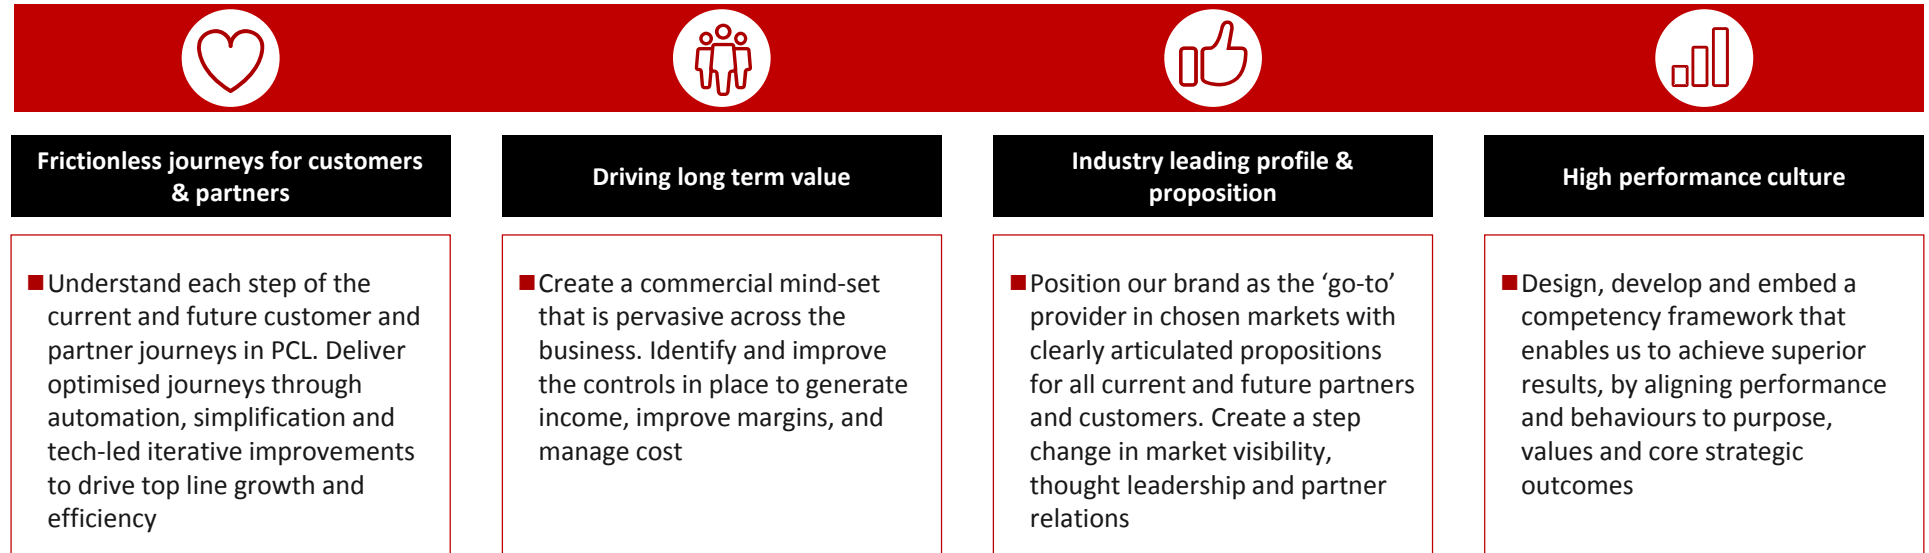 Frictionless journeys for customers
& partners
Understand each step of the
current and future customer and
partner journeys in PCL. Deliver
optimised journeys through
automation, simplification and
tech-led iterative improvements
to drive top line growth and
efficiency
Driving long term value
Create a commercial mind-set
that is pervasive across the
business. Identify and improve
the controls in place to generate
income, improve margins, and
manage cost
Industry leading profile &
proposition
Position our brand as the ‘go-to’
provider in chosen markets with
clearly articulated propositions
for all current and future partners
and customers. Create a step
change in market visibility,
thought leadership and partner
relations
High performance culture
Design, develop and embed a
competency framework that
enables us to achieve superior
results, by aligning performance
and behaviours to purpose,
values and core strategic
outcomes